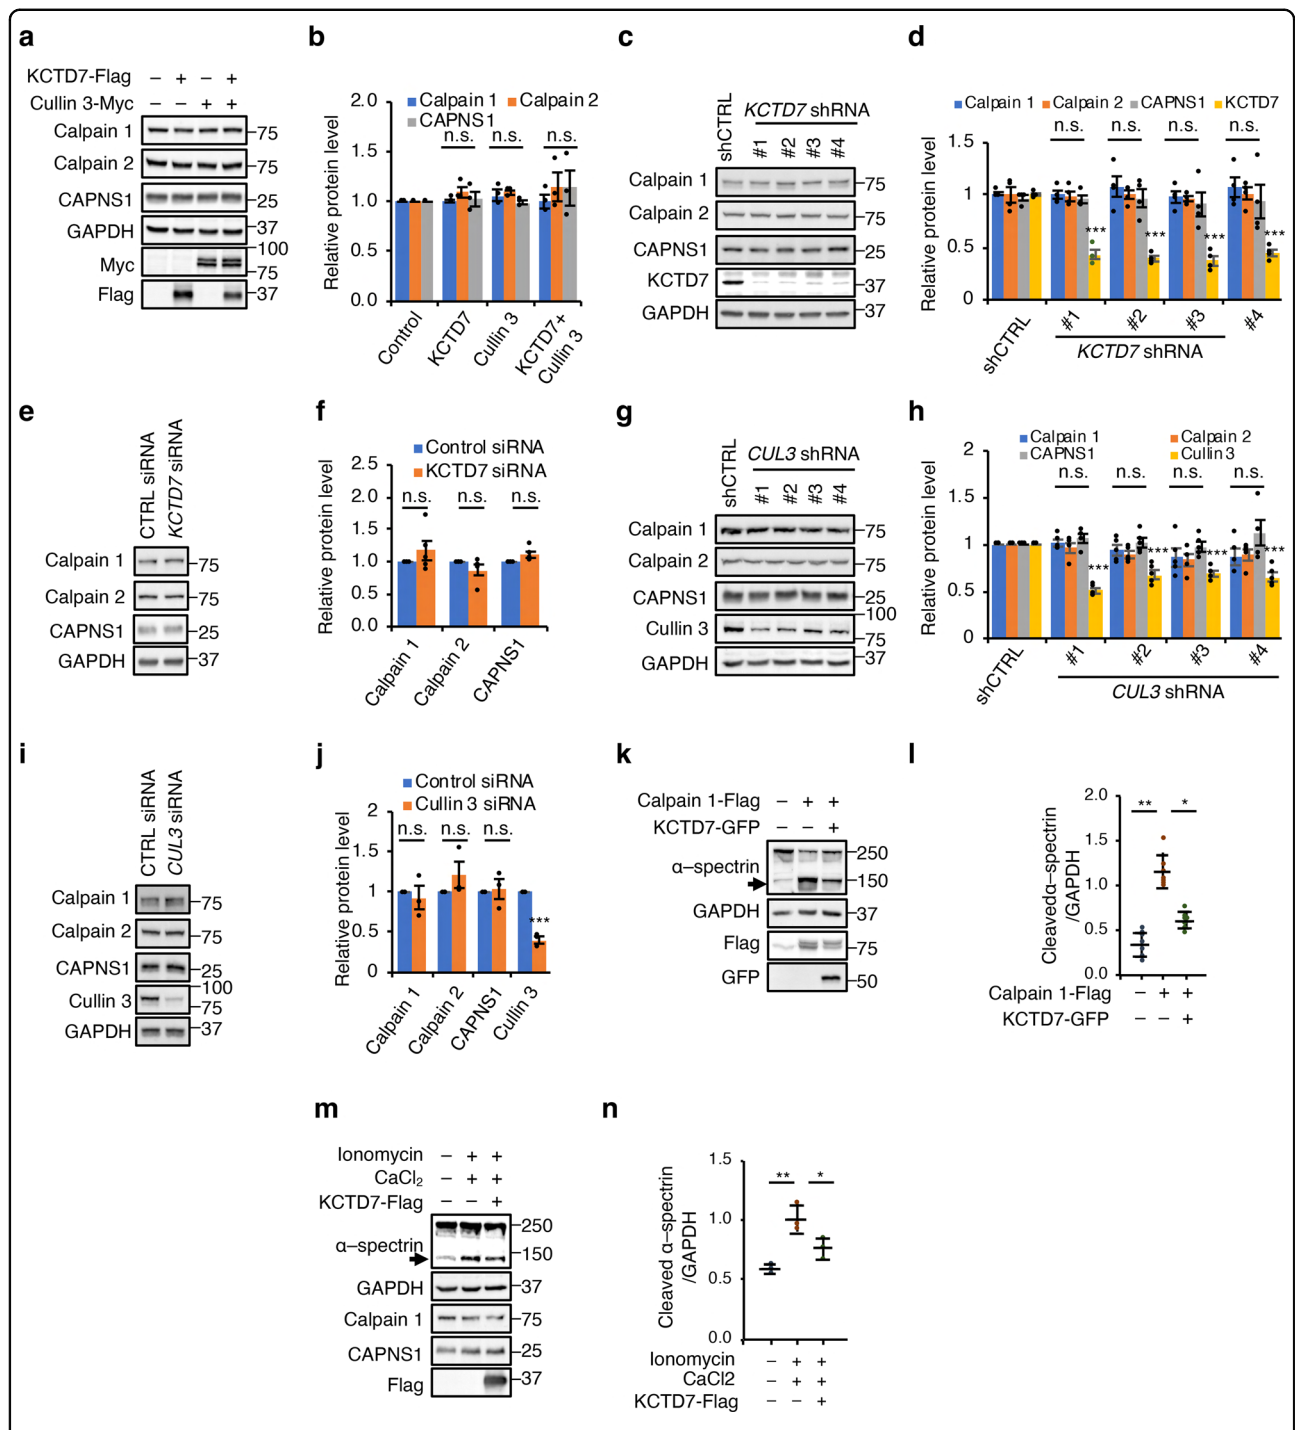 a
KCTD7-Flag − + − +
Cullin 3-Myc − − + +
Calpain 1 −75
Calpain 2 −75
CAPNS1 −25
GAPDH −37
−100
Myc
−75
Flag −37
b
Calpain 1 Calpain 2
CAPNS1
n.s. n.s. n.s.
Relative protein level
2.0
1.5
1.0
0.5
0.0
Control
KCTD7
Cullin 3
KCTD7+
Cullin 3
c
shCTRL
KCTD7 shRNA
#1 #2 #3 #4
Calpain 1 −75
Calpain 2 −75
CAPNS1 −25
KCTD7 −37
GAPDH −37
d
Calpain 1 Calpain 2 CAPNS1 KCTD7
n.s. n.s. n.s. n.s.
Relative protein level
1.5
1
0.5
0
*** *** *** ***
shCTRL
#1 #2 #3 #4
KCTD7 shRNA
e
CTRL siRNA
KCTD7 siRNA
Calpain 1 −75
Calpain 2 −75
CAPNS1 −25
GAPDH −37
f
Control siRNA
KCTD7 siRNA
n.s. n.s. n.s.
Relative protein level
2.5
2.0
1.5
1.0
0.5
0.0
Calpain 1
Calpain 2
CAPNS1
g
shCTRL
CUL3 shRNA
#1 #2 #3 #4
Calpain 1 −75
Calpain 2 −75
CAPNS1 −25
−100
Cullin 3
−75
GAPDH −37
h
Calpain 1 Calpain 2
CAPNS1 Cullin 3
n.s. n.s. n.s. n.s.
Relative protein level
2
1.5
1
0.5
0
*** *** *** ***
shCTRL
#1 #2 #3 #4
CUL3 shRNA
i
CTRL siRNA
CUL3 siRNA
Calpain 1 −75
Calpain 2 −75
CAPNS1 −25
−100
Cullin 3 −75
GAPDH −37
j
Control siRNA
Cullin 3 siRNA
n.s. n.s. n.s.
***
Relative protein level
2
1.5
1
0.5
0
Calpain 1
Calpain 2
CAPNS1
Cullin 3
k
Calpain 1-Flag − + +
KCTD7-GFP − − +
−250
α−spectrin
−150
GAPDH −37
Flag −75
GFP −50
l
Cleavedα−spectrin
/GAPDH
2.0
1.5
1.0
0.5
0.0
** *
Calpain 1-Flag − + +
KCTD7-GFP − − +
m
Ionomycin − + +
CaCl₂ − + +
KCTD7-Flag − − +
−250
α−spectrin
−150
GAPDH −37
Calpain 1 −75
CAPNS1 −25
Flag −37
n
Cleaved α−spectrin
/GAPDH
1.5
1.0
0.5
0.0
** *
Ionomycin − + +
CaCl2 − + +
KCTD7-Flag − − +